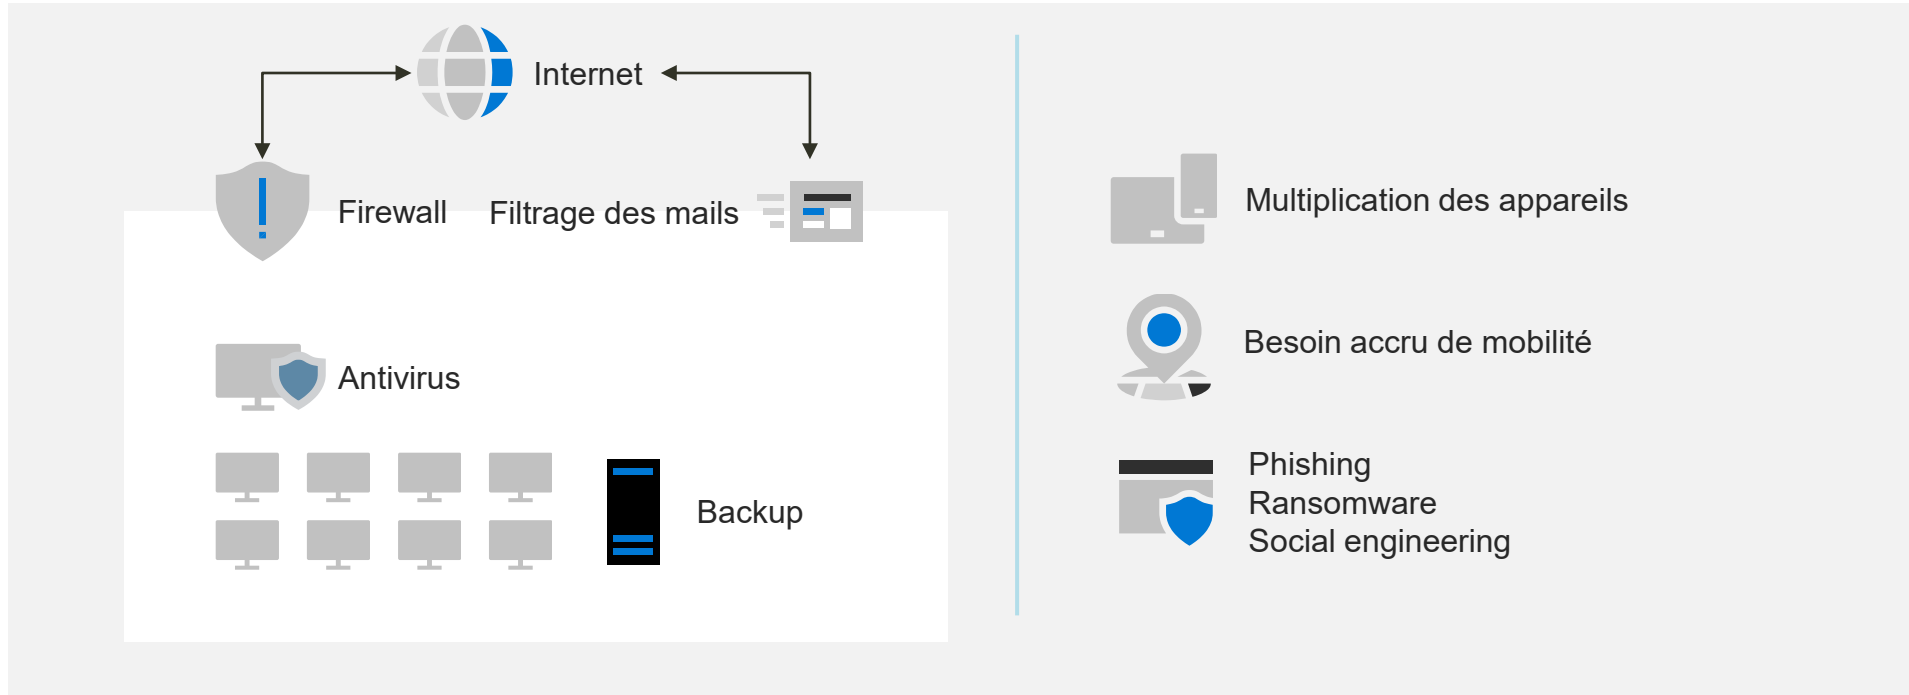 Internet
Firewall
Filtrage des mails
Antivirus
Backup
Multiplication des appareils
Besoin accru de mobilité
Phishing
Ransomware
Social engineering